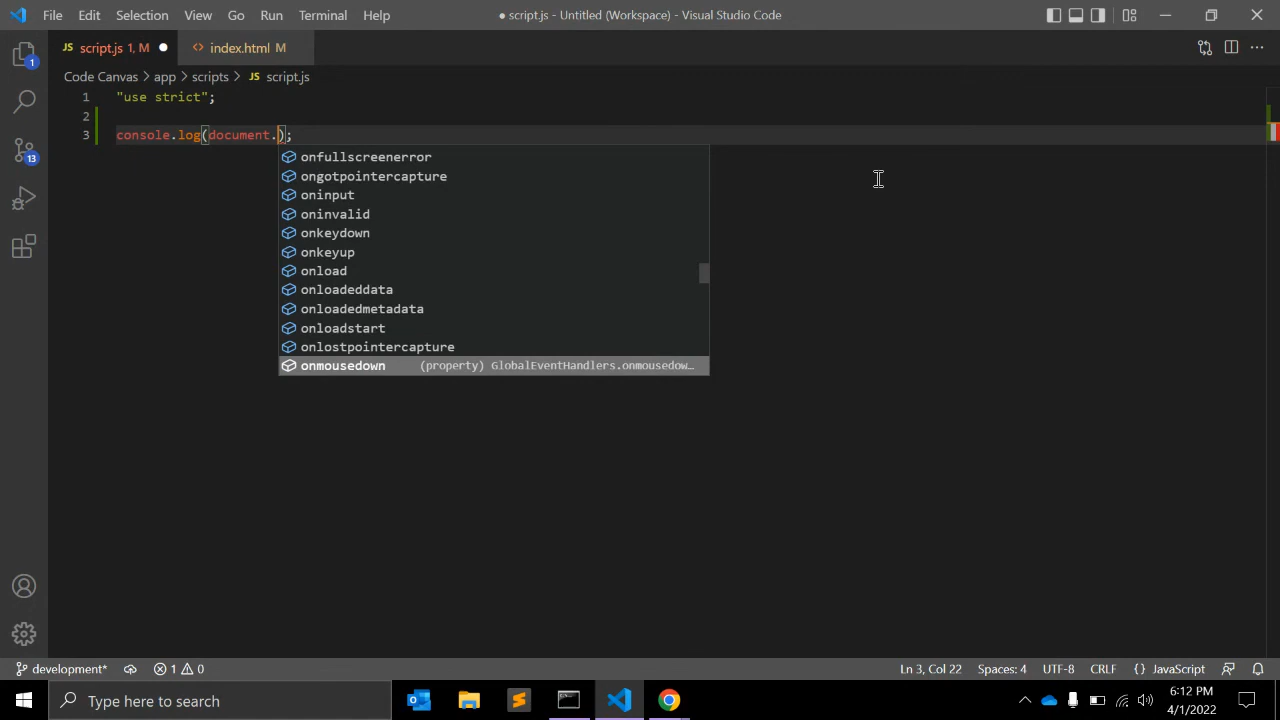 File Edit Selection View Go Run Terminal Help
● script.js - Untitled (Workspace) - Visual Studio Code
JS script.js 1, M
<> index.html M
Code Canvas > app > scripts > JS script.js
1 "use strict";
2
3 console.log(document.);
onfullscreenerror
ongotpointercapture
oninput
oninvalid
onkeydown
onkeyup
onload
onloadeddata
onloadedmetadata
onloadstart
onlostpointercapture
onmousedown (property) GlobalEventHandlers.onmousedow…
1
13
development* 1 0
Ln 3, Col 22 Spaces: 4 UTF-8 CRLF {} JavaScript
Type here to search
6:12 PM
4/1/2022